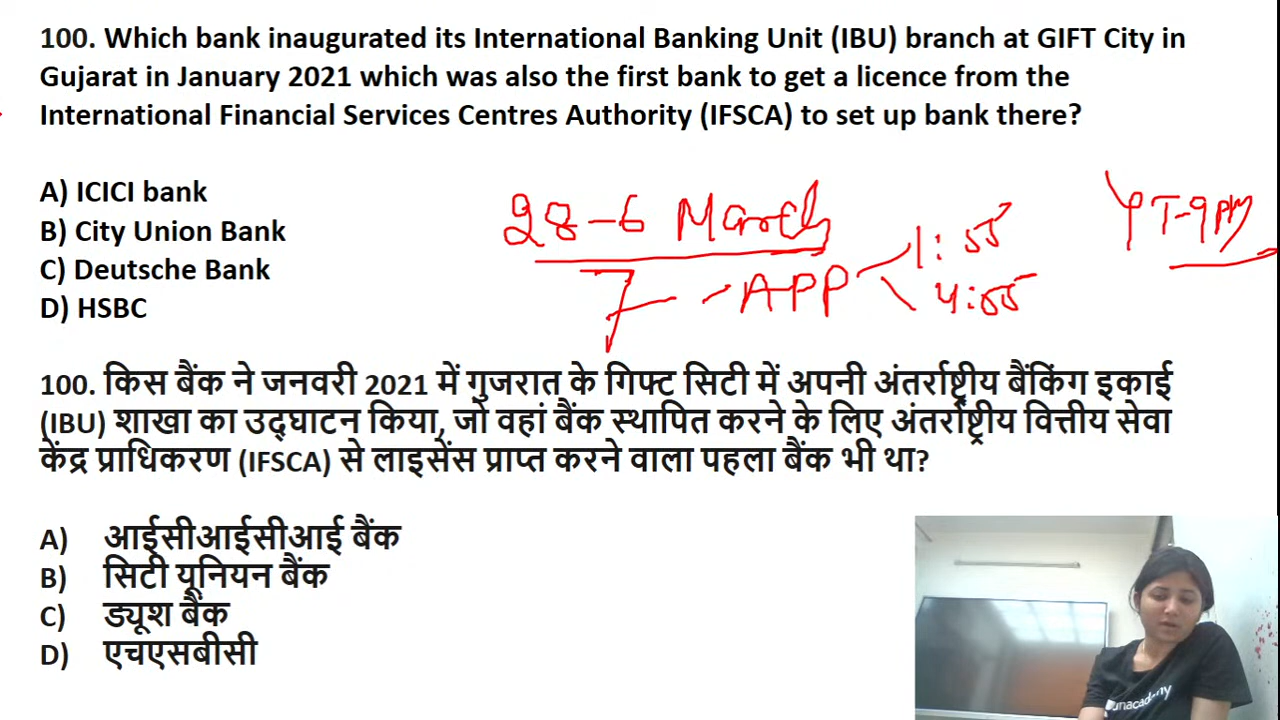 100. Which bank inaugurated its International Banking Unit (IBU) branch at GIFT City in
Gujarat in January 2021 which was also the first bank to get a licence from the
International Financial Services Centres Authority (IFSCA) to set up bank there?
A) ICICI bank
B) City Union Bank
C) Deutsche Bank
D) HSBC
28-6 March
7 - APP
1:55
4:55
YT-9PM
100. किस बैंक ने जनवरी 2021 में गुजरात के गिफ्ट सिटी में अपनी अंतर्राष्ट्रीय बैंकिंग इकाई
(IBU) शाखा का उद्घाटन किया, जो वहां बैंक स्थापित करने के लिए अंतर्राष्ट्रीय वित्तीय सेवा
केंद्र प्राधिकरण (IFSCA) से लाइसेंस प्राप्त करने वाला पहला बैंक भी था?
A) आईसीआईसीआई बैंक
B) सिटी यूनियन बैंक
C) ड्यूश बैंक
D) एचएसबीसी
unacademy